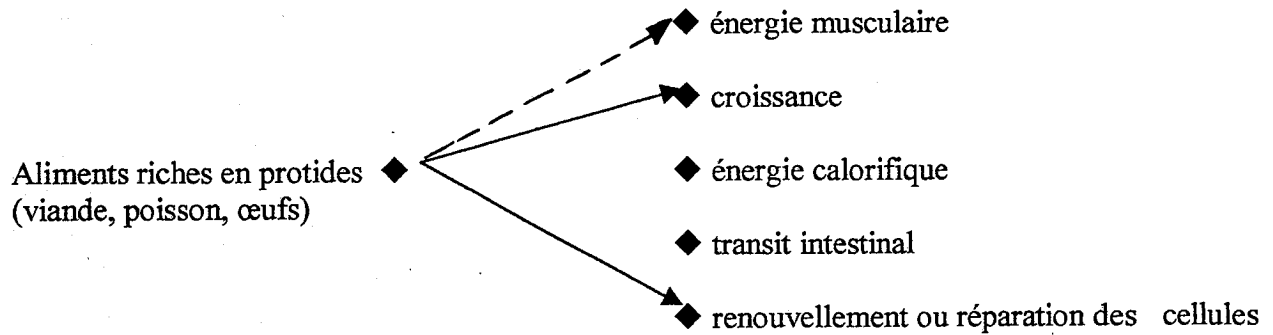 énergie musculaire
croissance
Aliments riches en protides
(viande, poisson, œufs)
énergie calorifique
transit intestinal
renouvellement ou réparation des cellules